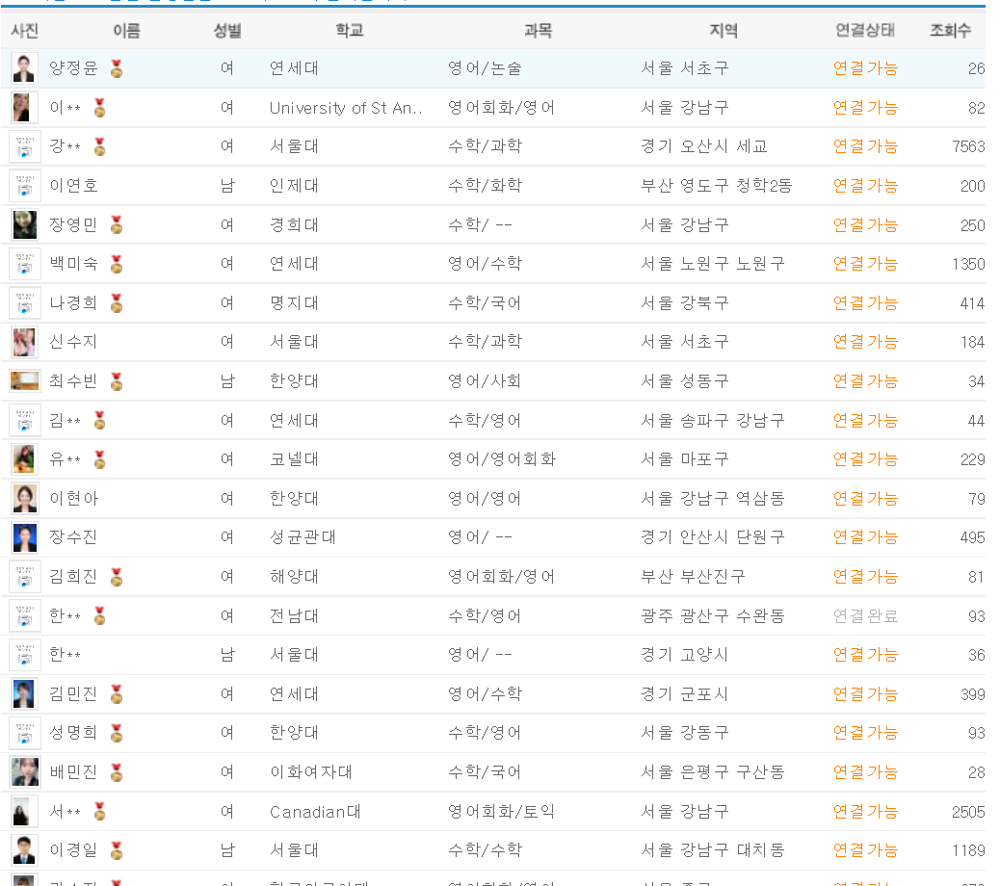 사진 이름 성별 학교 과목 지역 연결상태 조회수
양정윤 여 연세대 영어/논술 서울 서초구 연결가능 26
이** 여 University of St An.. 영어회화/영어 서울 강남구 연결가능 82
강** 여 서울대 수학/과학 경기 오산시 세교 연결가능 7563
이연호 남 인제대 수학/화학 부산 영도구 청학2동 연결가능 200
장영민 여 경희대 수학/ -- 서울 강남구 연결가능 250
백미숙 여 연세대 영어/수학 서울 노원구 노원구 연결가능 1350
나경희 여 명지대 수학/국어 서울 강북구 연결가능 414
신수지 여 서울대 수학/과학 서울 서초구 연결가능 184
최수빈 남 한양대 영어/사회 서울 성동구 연결가능 34
김** 여 연세대 수학/영어 서울 송파구 강남구 연결가능 44
유** 여 코넬대 영어/영어회화 서울 마포구 연결가능 229
이현아 여 한양대 영어/영어 서울 강남구 역삼동 연결가능 79
장수진 여 성균관대 영어/ -- 경기 안산시 단원구 연결가능 495
김희진 여 해양대 영어회화/영어 부산 부산진구 연결가능 81
한** 여 전남대 수학/영어 광주 광산구 수완동 연결완료 93
한** 남 서울대 영어/ -- 경기 고양시 연결가능 36
김민진 여 연세대 영어/수학 경기 군포시 연결가능 399
성명희 여 한양대 수학/영어 서울 강동구 연결가능 93
배민진 여 이화여자대 수학/국어 서울 은평구 구산동 연결가능 28
서** 여 Canadian대 영어회화/토익 서울 강남구 연결가능 2505
이경일 남 서울대 수학/수학 서울 강남구 대치동 연결가능 1189